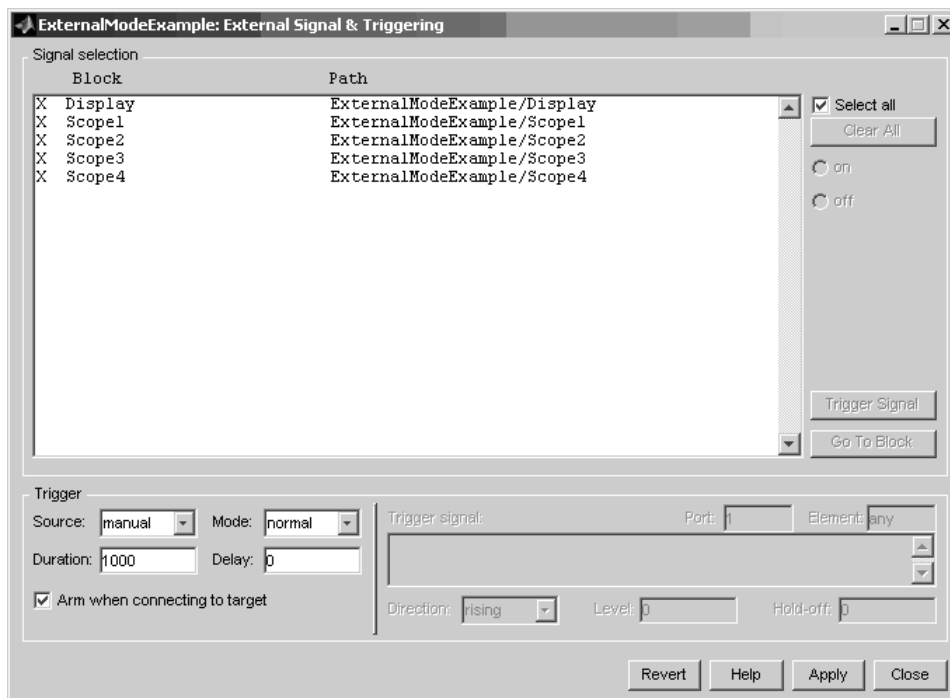 ExternalModeExample: External Signal & Triggering
Signal selection
Block Path
X Display ExternalModeExample/Display
X Scope1 ExternalModeExample/Scope1
X Scope2 ExternalModeExample/Scope2
X Scope3 ExternalModeExample/Scope3
X Scope4 ExternalModeExample/Scope4
Select all
Clear All
on
off
Trigger Signal
Go To Block
Trigger
Source: manual Mode: normal
Duration: 1000 Delay: 0
Arm when connecting to target
Trigger signal: Port: 1 Element: any
Direction: rising Level: 0 Hold-off: 0
Revert Help Apply Close